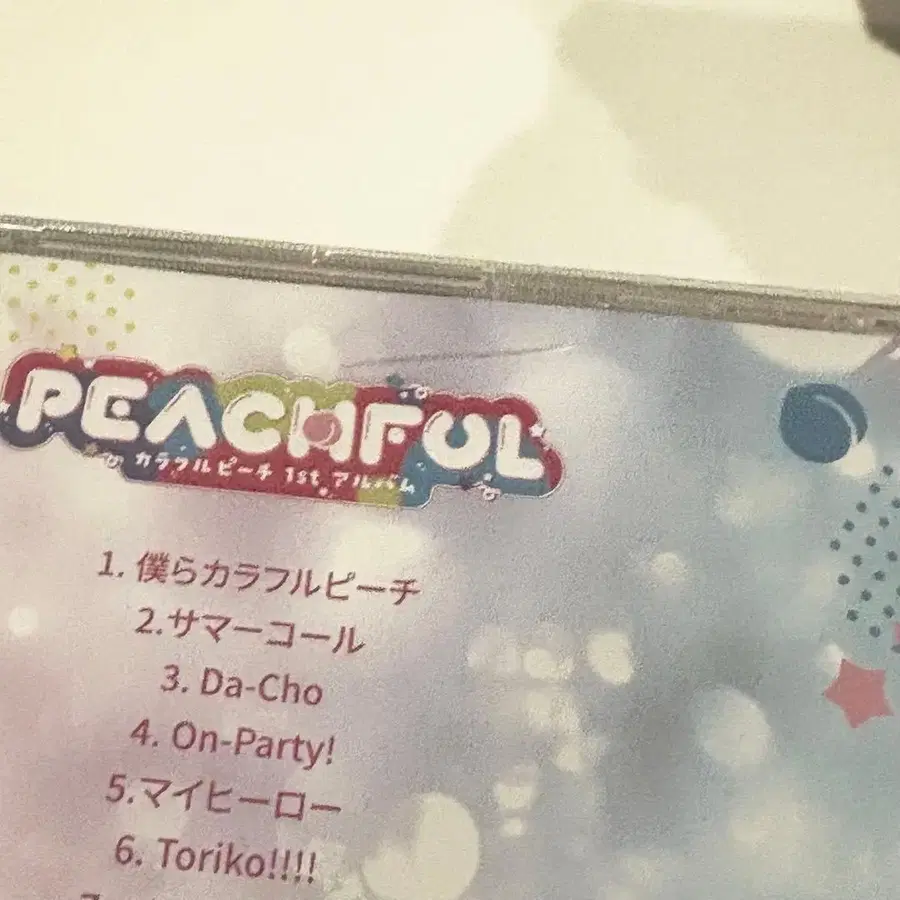 PEACHFUL
カラフルピーチ 1st アルバム
1. 僕らカラフルピーチ
2.サマーコール
3. Da-Cho
4. On-Party!
5.マイヒーロー
6. Toriko!!!!